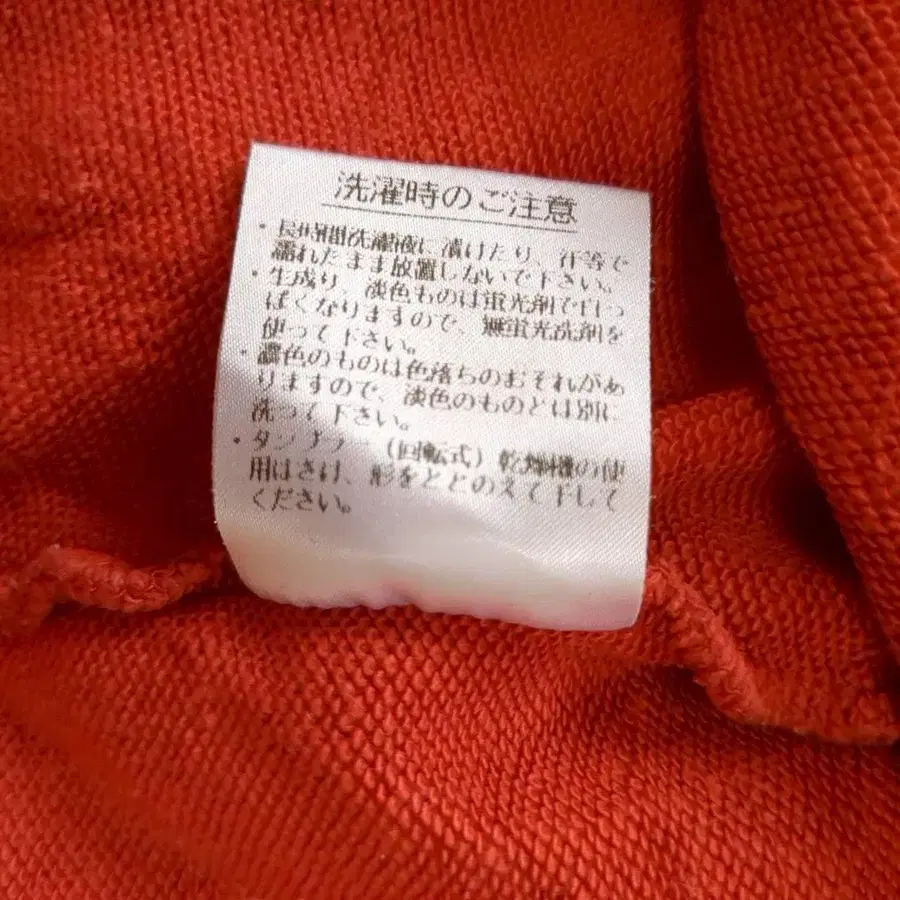 洗濯時のご注意
・長時間洗濯液に漬けたり、汗等で
濡れたまま放置しないで下さい。
・生成り、淡色ものは蛍光剤で白っ
ぽくなりますので、無蛍光洗剤を
使って下さい。
・濃色のものは色落ちのおそれがあ
りますので、淡色のものとは別に
洗って下さい。
・タンブラー(回転式)乾燥機の使
用はさけ、形をととのえて干して
ください。